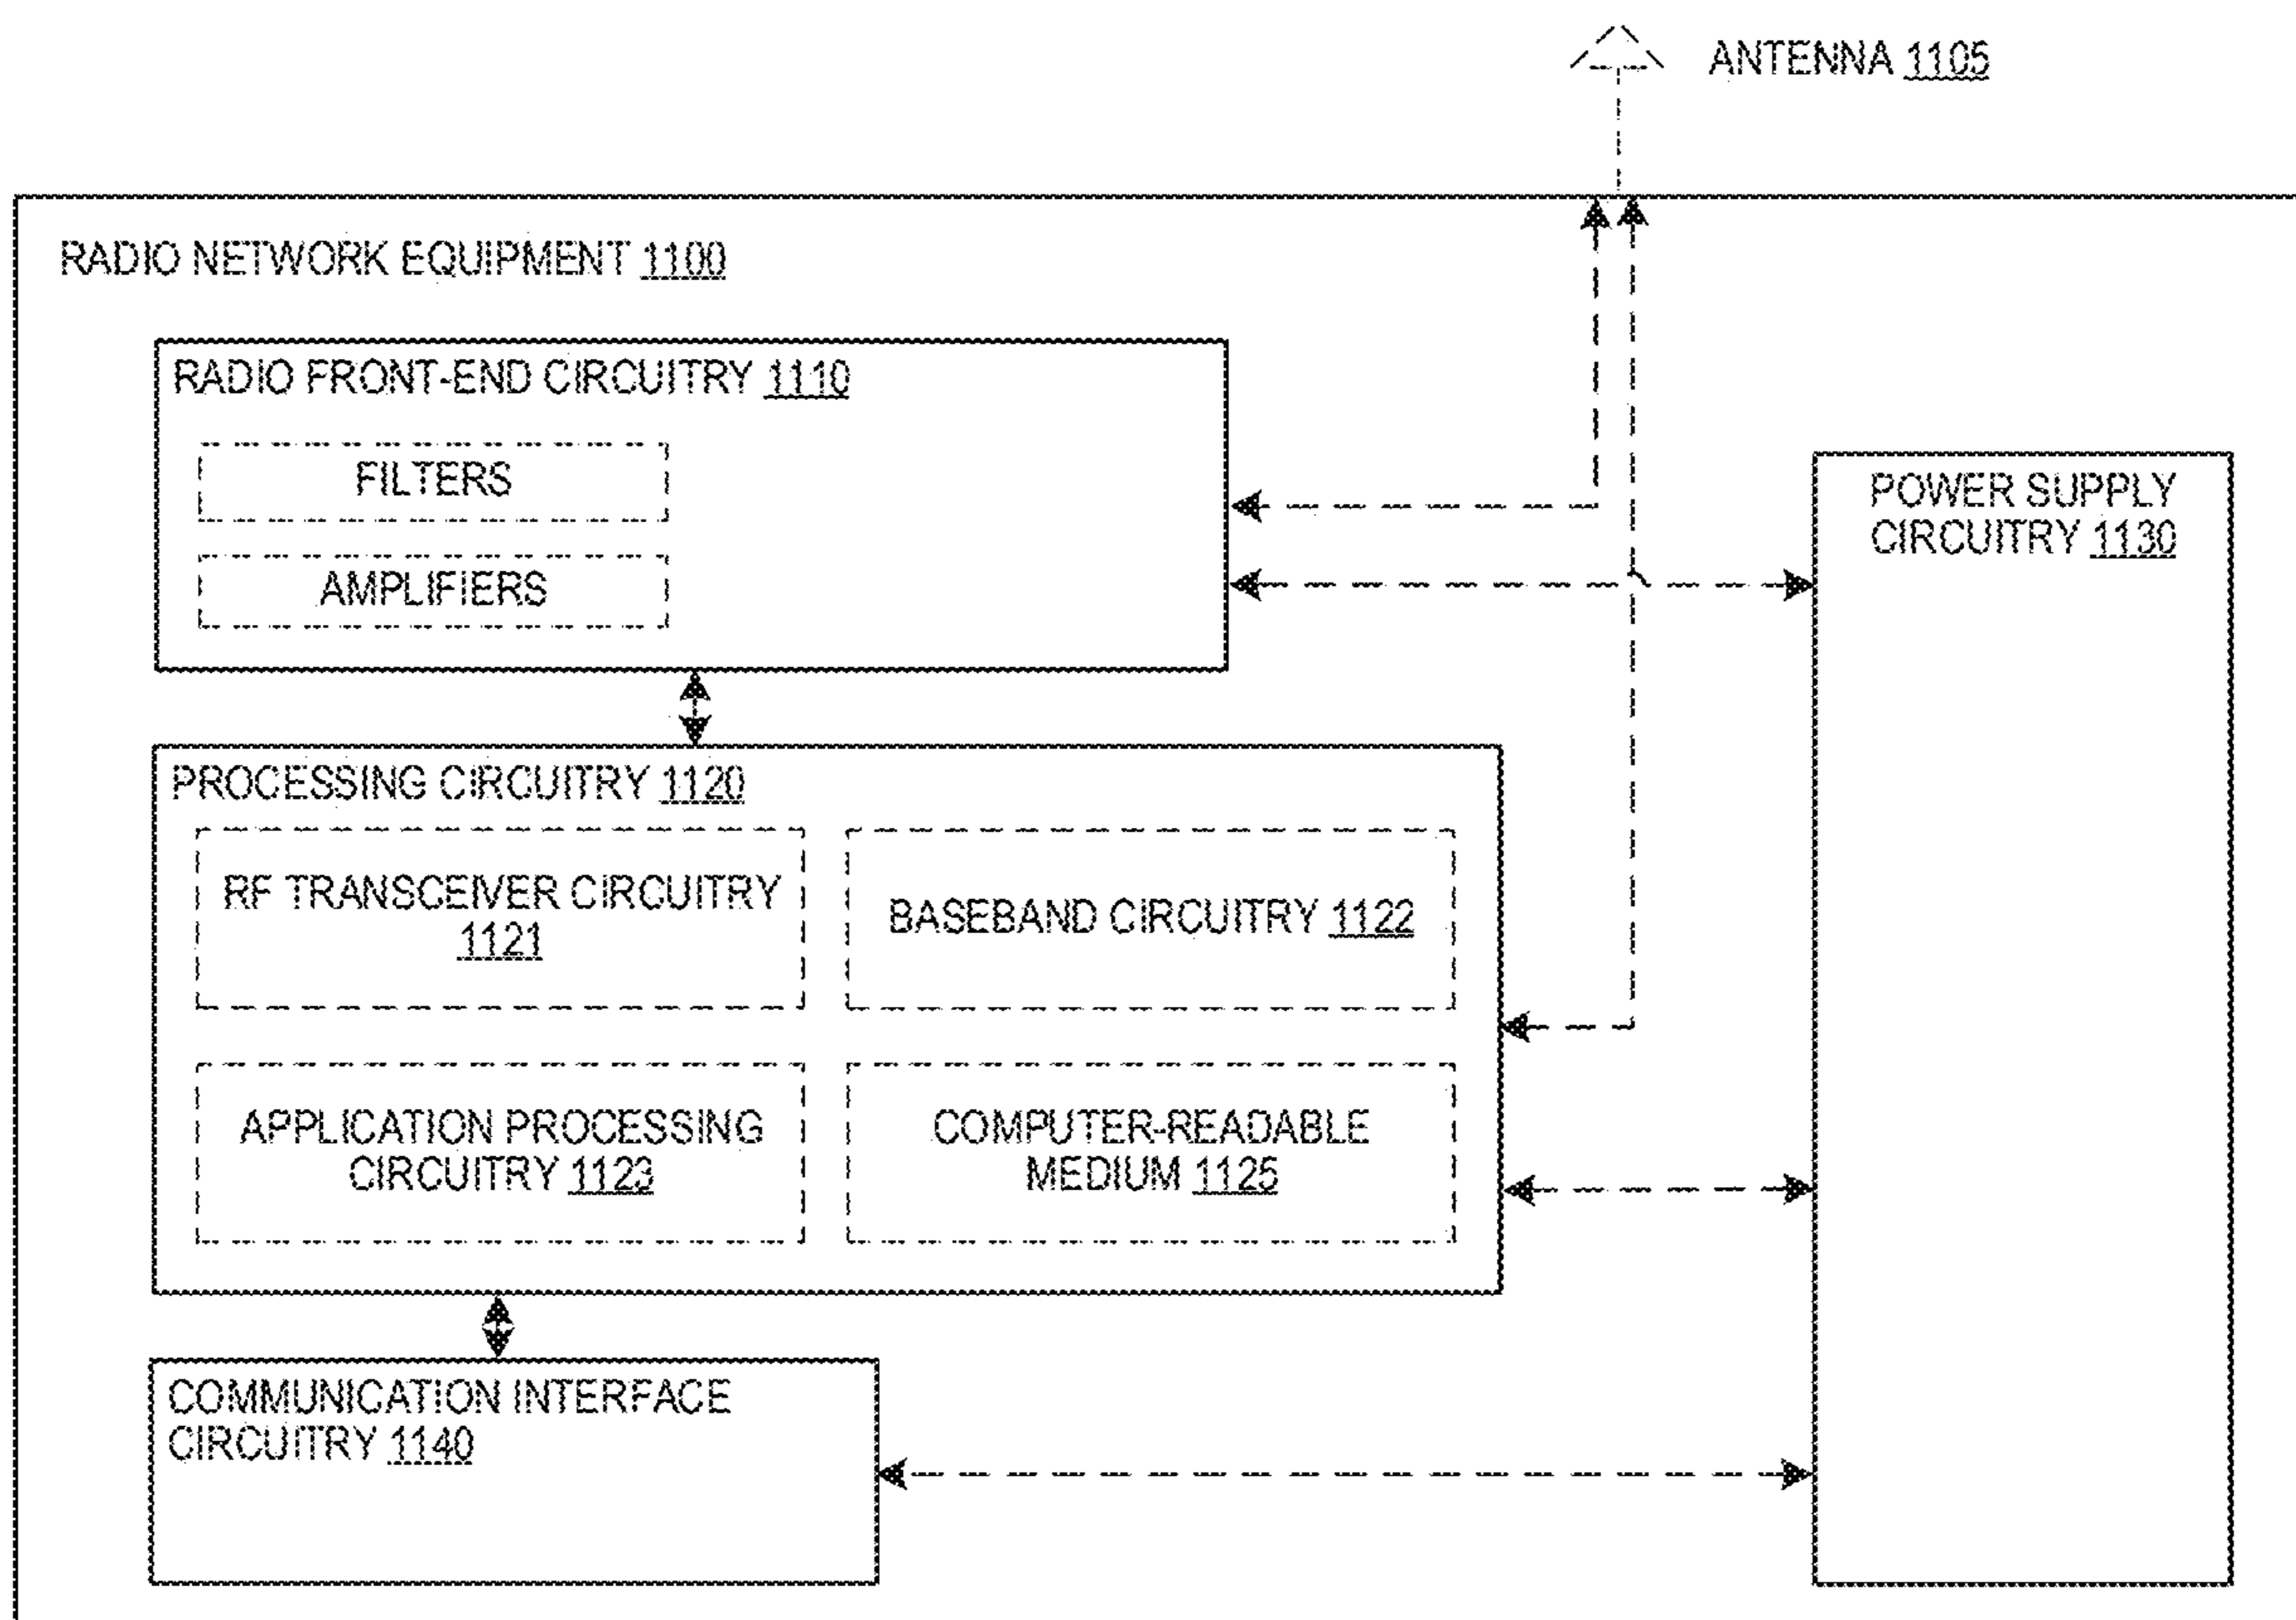 ANTENNA 1105
RADIO NETWORK EQUIPMENT 1100
RADIO FRONT-END CIRCUITRY 1110
FILTERS
AMPLIFIERS
POWER SUPPLY
CIRCUITRY 1130
PROCESSING CIRCUITRY 1120
RF TRANSCEIVER CIRCUITRY
1121
BASEBAND CIRCUITRY 1122
APPLICATION PROCESSING
CIRCUITRY 1123
COMPUTER-READABLE
MEDIUM 1125
COMMUNICATION INTERFACE
CIRCUITRY 1140